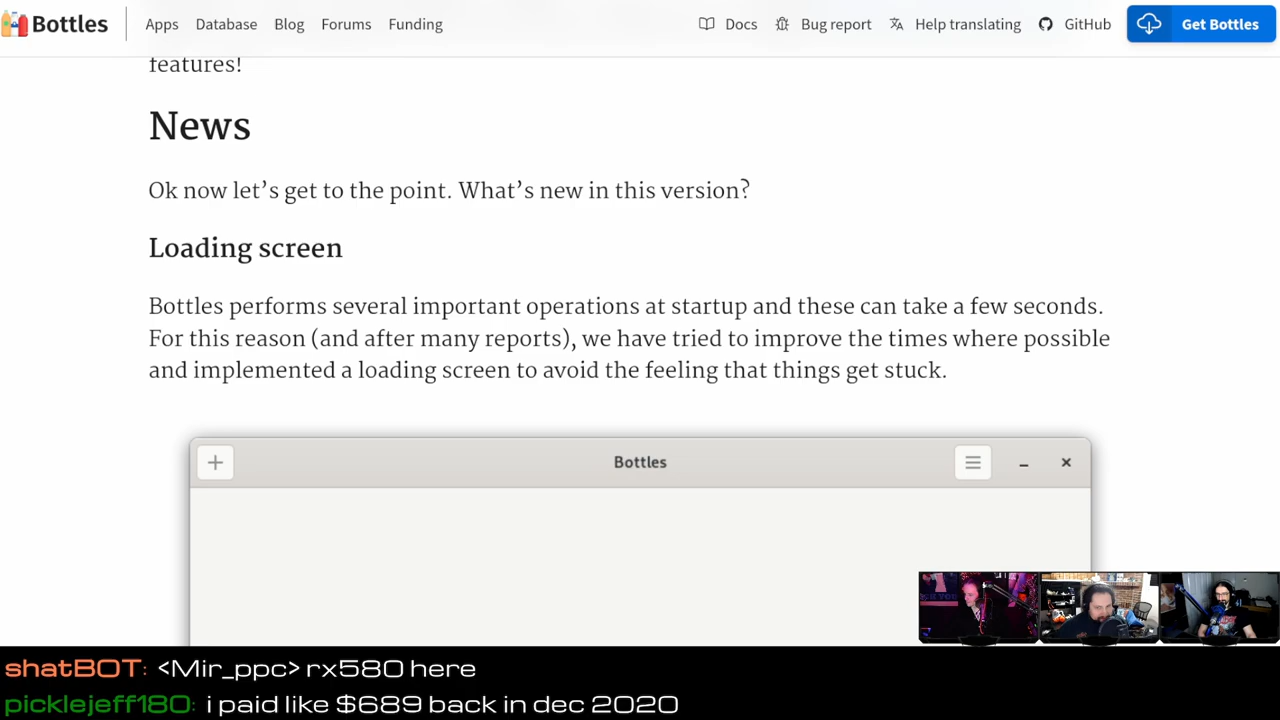 Bottles
Apps
Database
Blog
Forums
Funding
Docs
Bug report
Help translating
GitHub
Get Bottles
features!
News
Ok now let’s get to the point. What’s new in this version?
Loading screen
Bottles performs several important operations at startup and these can take a few seconds.
For this reason (and after many reports), we have tried to improve the times where possible
and implemented a loading screen to avoid the feeling that things get stuck.
Bottles
shatBOT: <Mir_ppc> rx580 here
picklejeff180: i paid like $689 back in dec 2020